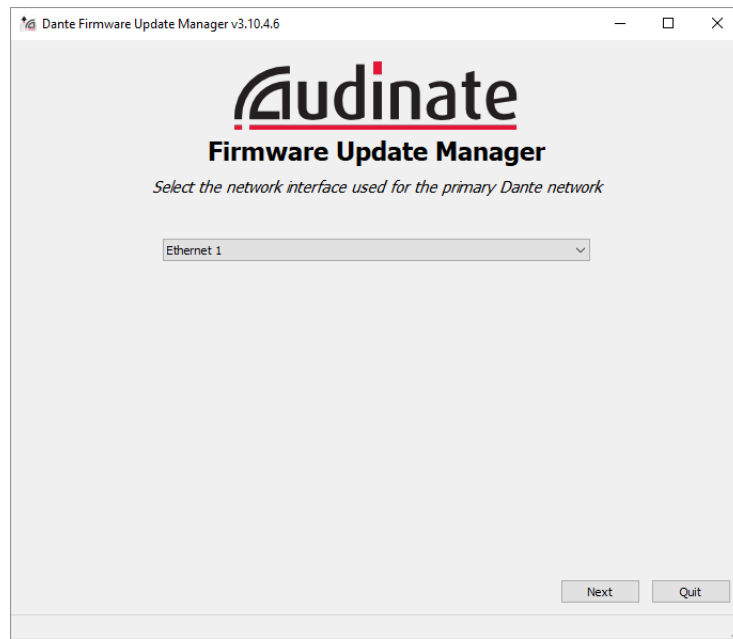 Dante Firmware Update Manager v3.10.4.6
Audinate
Firmware Update Manager
Select the network interface used for the primary Dante network
Ethernet 1
Next
Quit